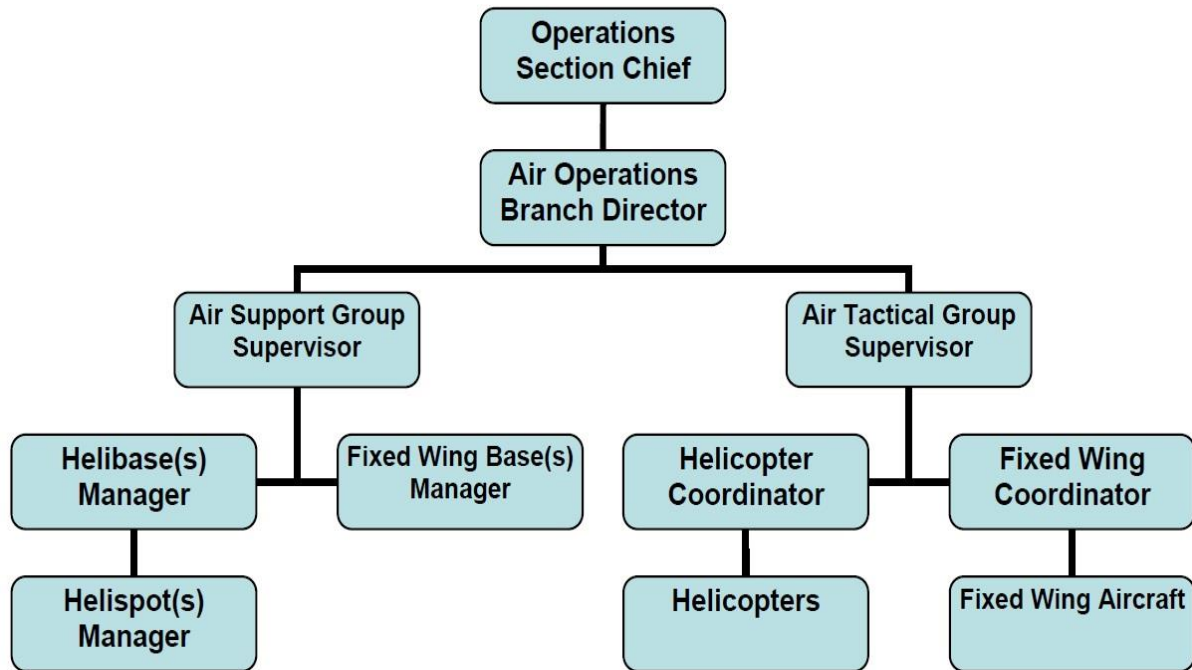 Operations
Section Chief
Air Operations
Branch Director
Air Support Group
Supervisor
Air Tactical Group
Supervisor
Helibase(s)
Manager
Fixed Wing Base(s)
Manager
Helicopter
Coordinator
Fixed Wing
Coordinator
Helispot(s)
Manager
Helicopters
Fixed Wing Aircraft